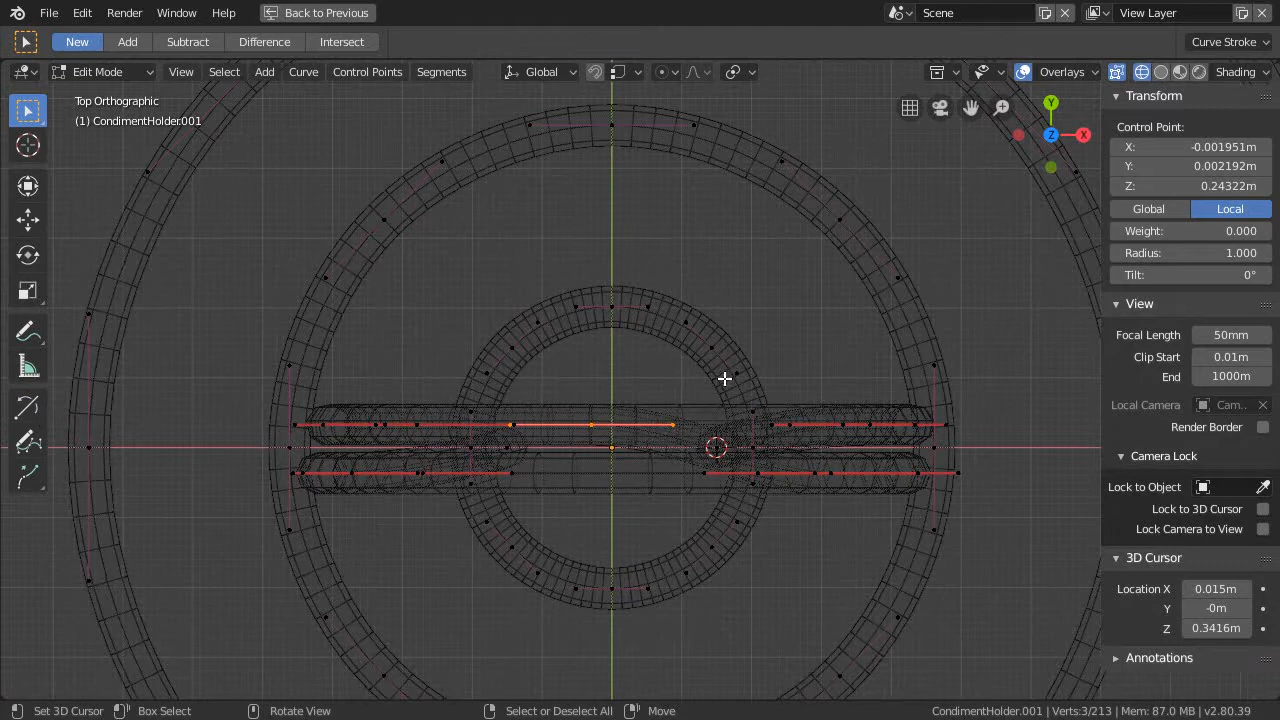 File Edit Render Window Help Back to Previous Scene View Layer
New Add Subtract Difference Intersect Curve Stroke
Edit Mode View Select Add Curve Control Points Segments Global Overlays Shading
Top Orthographic
(1) CondimentHolder.001
Y
Z
X
Transform
Control Point:
X: -0.001951m
Y: 0.002192m
Z: 0.24322m
Global Local
Weight: 0.000
Radius: 1.000
Tilt: 0°
View
Focal Length 50mm
Clip Start 0.01m
End 1000m
Local Camera Cam...
Render Border
Camera Lock
Lock to Object
Lock to 3D Cursor
Lock Camera to View
3D Cursor
Location X 0.015m
Y -0m
Z 0.3416m
Annotations
Set 3D Cursor Box Select Rotate View Select or Deselect All Move CondimentHolder.001 | Verts:3/213 | Mem: 87.0 MB | v2.80.39